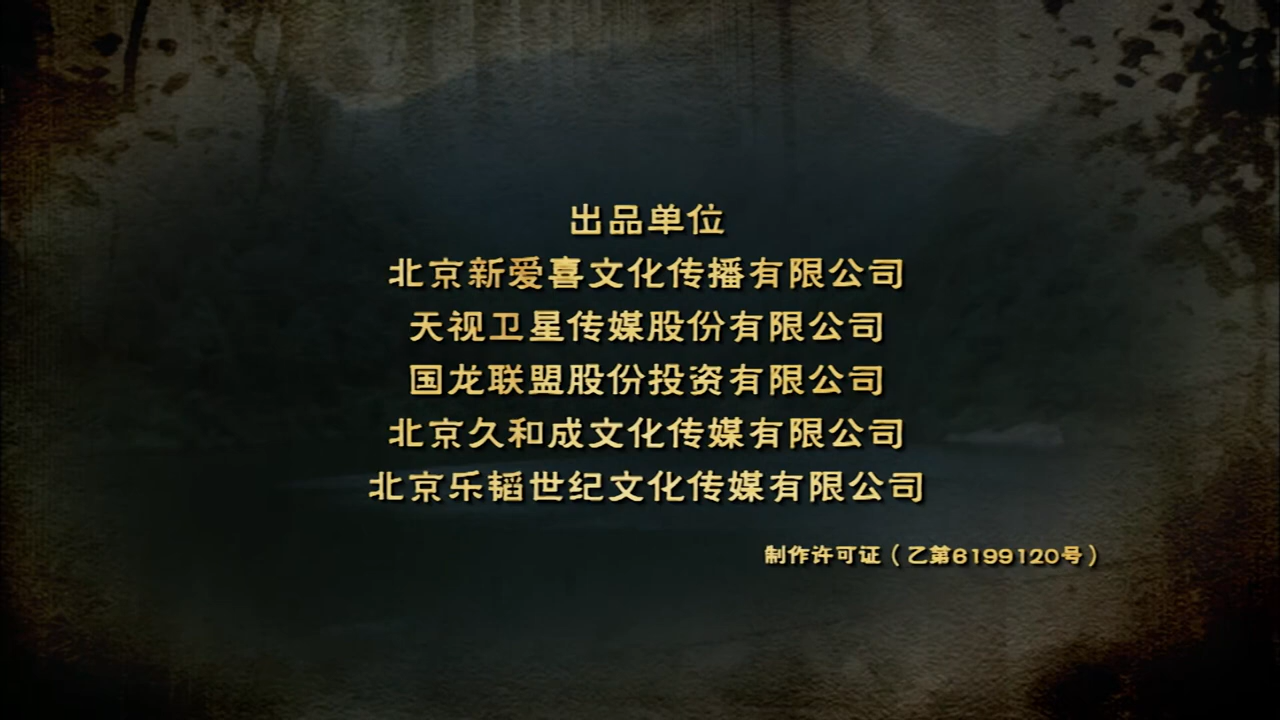 出品单位
北京新爱喜文化传播有限公司
天视卫星传媒股份有限公司
国龙联盟股份投资有限公司
北京久和成文化传媒有限公司
北京乐韬世纪文化传媒有限公司
制作许可证（乙第6199120号）